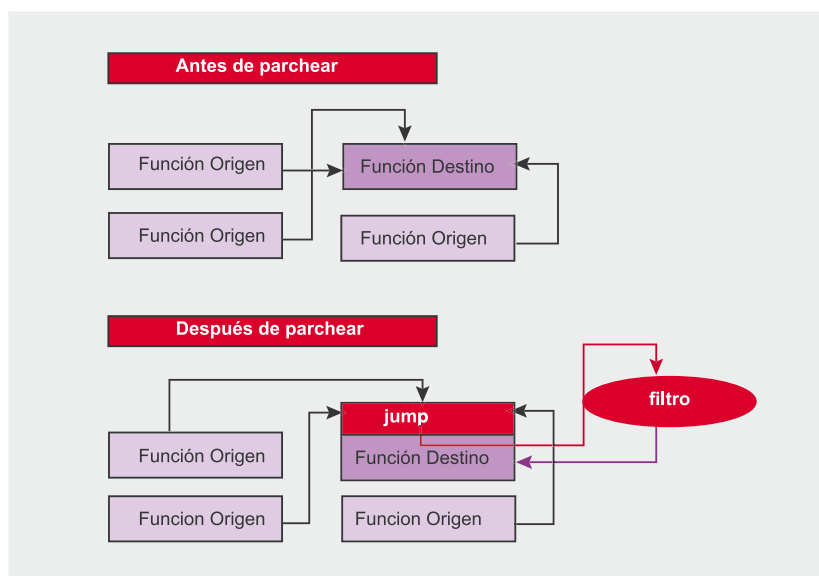 Antes de parchear
Función Origen
Función Destino
Función Origen
Función Origen
Después de parchear
filtro
jump
Función Origen
Función Destino
Funcion Origen
Funcion Origen